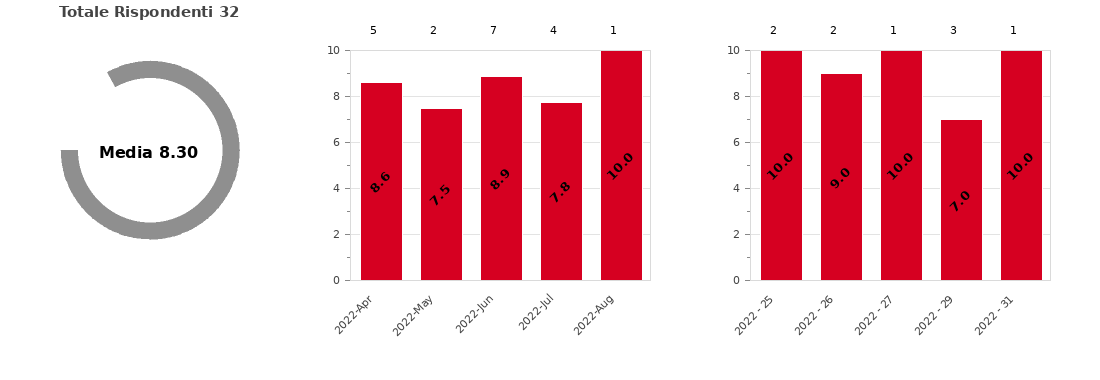 Totale Rispondenti 32
Media 8.30
5 2 7 4 1
10
8
6
4
2
0
8.6 7.5 8.9 7.8 10.0
2022-Apr 2022-May 2022-Jun 2022-Jul 2022-Aug
2 2 1 3 1
10
8
6
4
2
0
10.0 9.0 10.0 7.0 10.0
2022 - 25 2022 - 26 2022 - 27 2022 - 29 2022 - 31